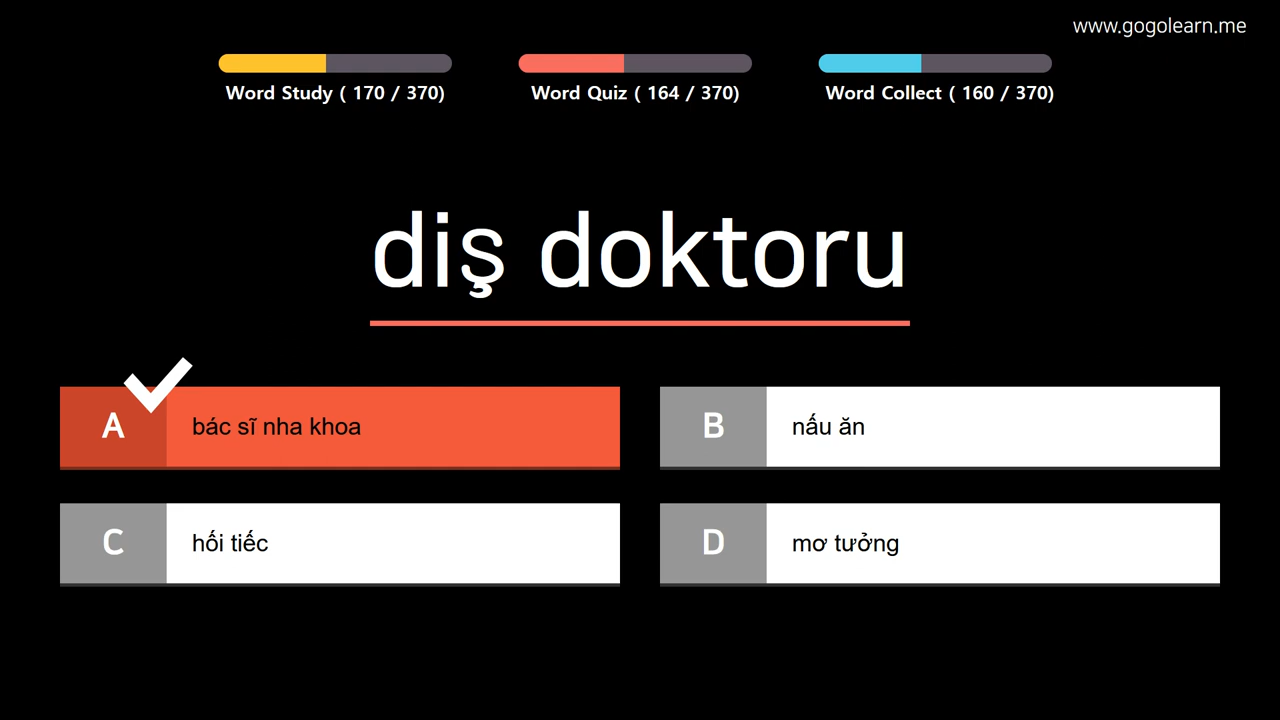 www.gogolearn.me
Word Study ( 170 / 370)
Word Quiz ( 164 / 370)
Word Collect ( 160 / 370)
diş doktoru
A
bác sĩ nha khoa
B
nấu ăn
C
hối tiếc
D
mơ tưởng